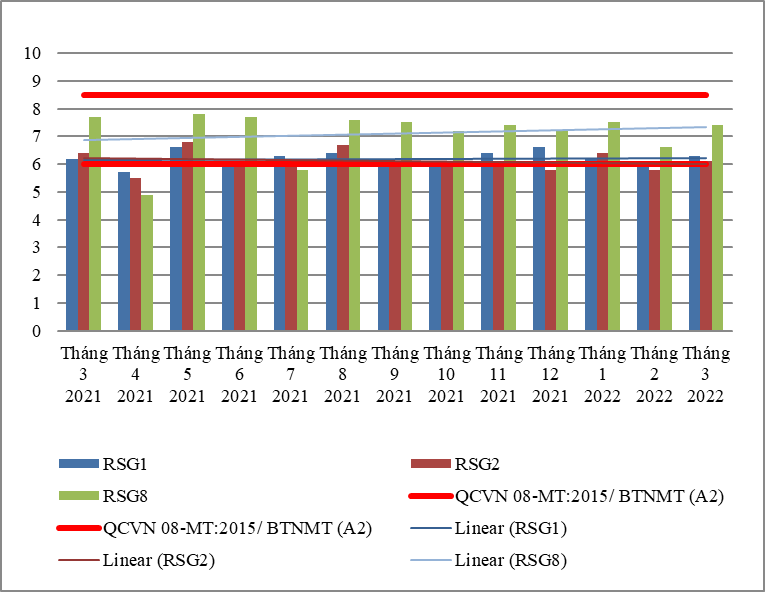 10
9
8
7
6
5
4
3
2
1
0
Tháng Tháng Tháng Tháng Tháng Tháng Tháng Tháng Tháng Tháng Tháng Tháng Tháng
3 4 5 6 7 8 9 10 11 12 1 2 3
2021 2021 2021 2021 2021 2021 2021 2021 2021 2021 2022 2022 2022
RSG1 RSG2
RSG8 QCVN 08-MT:2015/ BTNMT (A2)
QCVN 08-MT:2015/ BTNMT (A2) Linear (RSG1)
Linear (RSG2) Linear (RSG8)